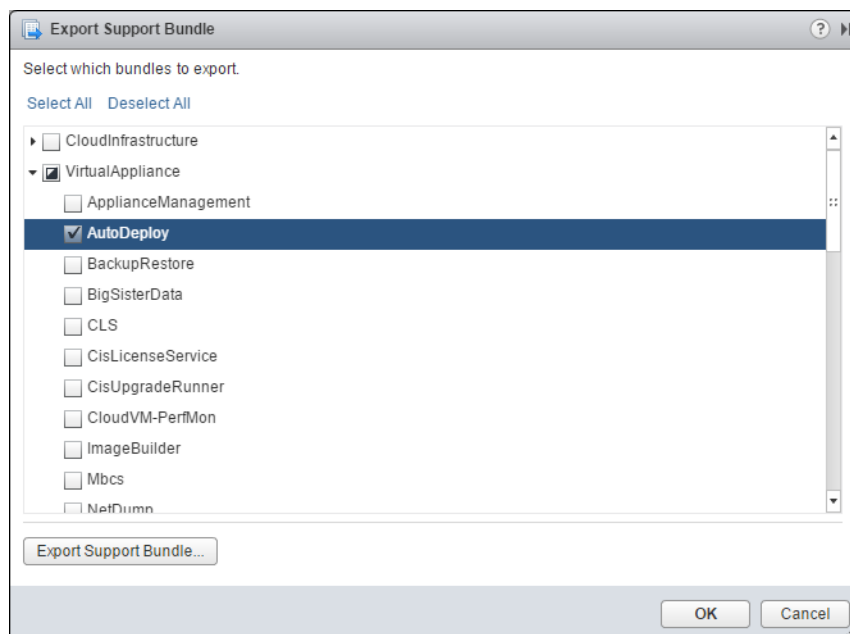 Export Support Bundle
Select which bundles to export.
Select All Deselect All
CloudInfrastructure
VirtualAppliance
ApplianceManagement
AutoDeploy
BackupRestore
BigSisterData
CLS
CisLicenseService
CisUpgradeRunner
CloudVM-PerfMon
ImageBuilder
Mbcs
NetDump
Export Support Bundle...
OK Cancel